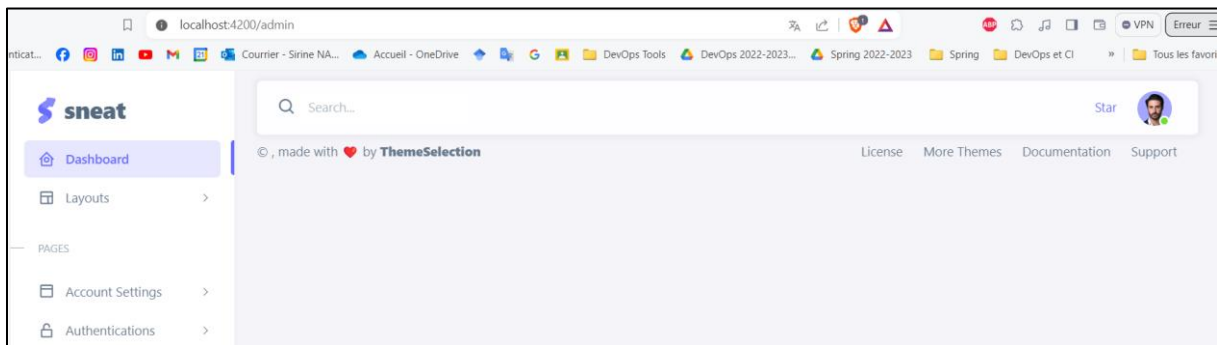 localhost:4200/admin
VPN
Erreur
nticat...
Courrier - Sirine NA...
Accueil - OneDrive
G
DevOps Tools
DevOps 2022-2023...
Spring 2022-2023
Spring
DevOps et CI
»
Tous les favori
sneat
Search...
Star
Dashboard
© , made with ❤ by ThemeSelection
License More Themes Documentation Support
Layouts
PAGES
Account Settings
Authentications